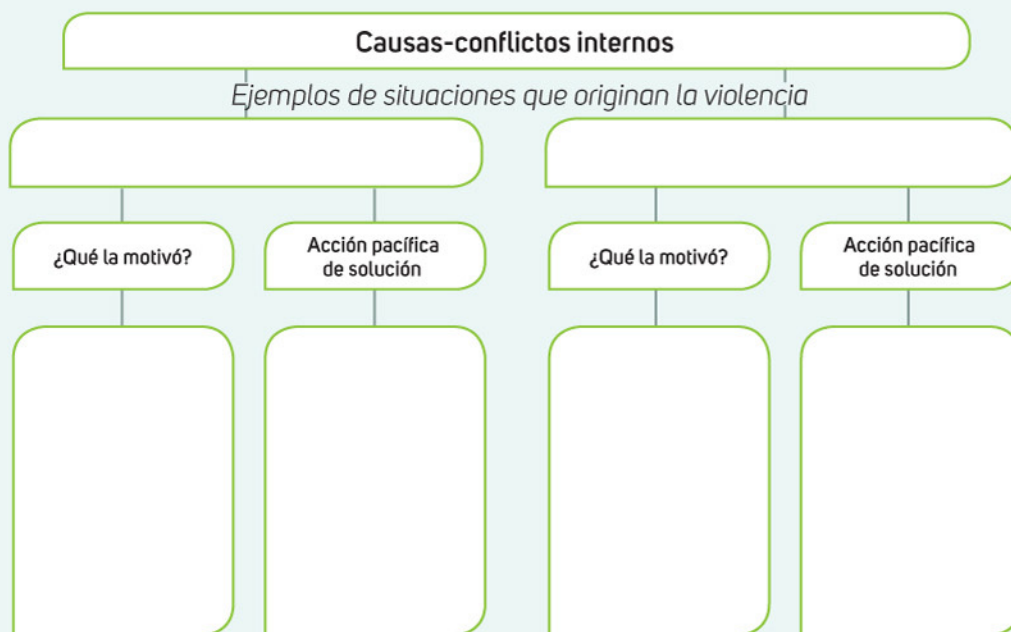 Causas-conflictos internos
Ejemplos de situaciones que originan la violencia
¿Qué la motivó?
Acción pacífica
de solución
¿Qué la motivó?
Acción pacífica
de solución